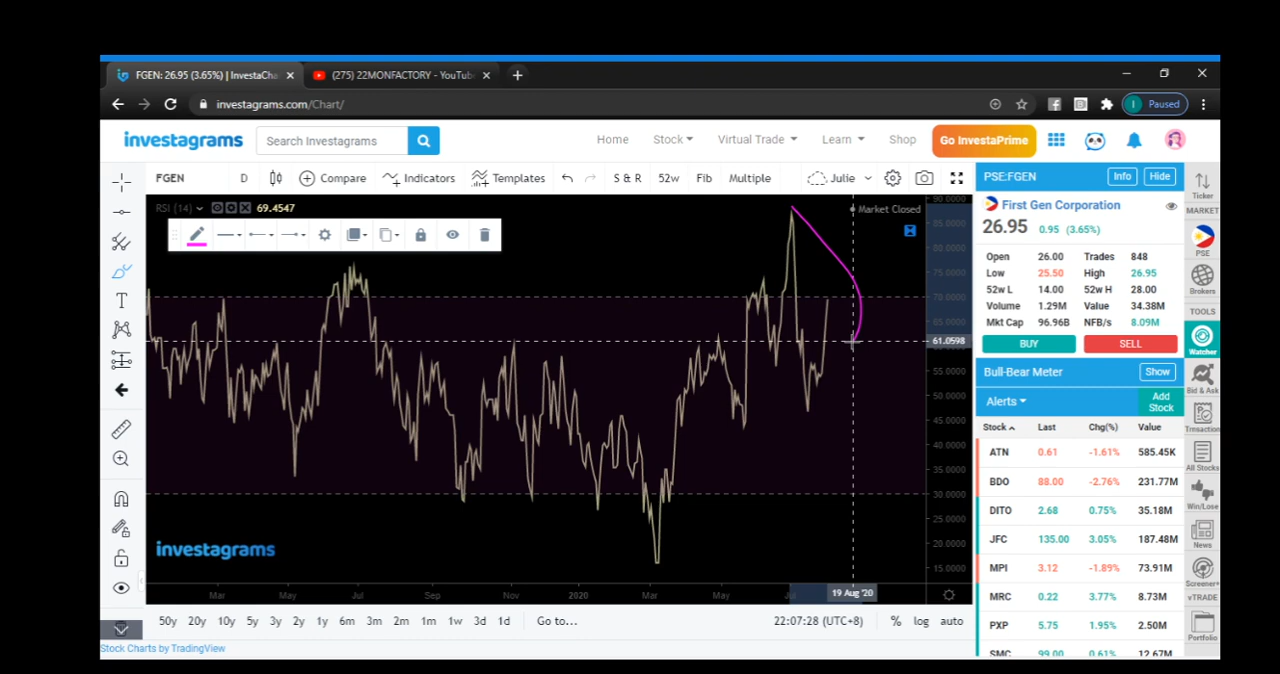 FGEN: 26.95 (3.65%) | InvestaCha
(275) 22MONFACTORY - YouTub
investagrams.com/Chart/
Paused
investagrams
Search Investagrams
Home
Stock
Virtual Trade
Learn
Shop
Go InvestaPrime
FGEN
D
Compare
Indicators
Templates
S & R
52w
Fib
Multiple
Julie
RSI (14)
69.4547
Market Closed
90.0000
85.0000
80.0000
75.0000
70.0000
65.0000
61.0598
55.0000
50.0000
45.0000
40.0000
35.0000
30.0000
25.0000
20.0000
15.0000
investagrams
Mar
May
Jul
Sep
Nov
2020
Mar
May
Jul
19 Aug '20
50y 20y 10y 5y 3y 2y 1y 6m 3m 2m 1m 1w 3d 1d Go to...
22:07:28 (UTC+8) % log auto
Stock Charts by TradingView
PSE:FGEN Info Hide
First Gen Corporation
26.95 0.95 (3.65%)
Open 26.00 Trades 848
Low 25.50 High 26.95
52w L 14.00 52w H 28.00
Volume 1.29M Value 34.38M
Mkt Cap 96.96B NFB/s 8.09M
BUY SELL
Bull-Bear Meter Show
Alerts Add Stock
Stock Last Chg(%) Value
ATN 0.61 -1.61% 585.45K
BDO 88.00 -2.76% 231.77M
DITO 2.68 0.75% 35.18M
JFC 135.00 3.05% 187.48M
MPI 3.12 -1.89% 73.91M
MRC 0.22 3.77% 8.73M
PXP 5.75 1.95% 2.50M
SMC 99.00 0.61% 12.67M
Ticker
MARKET
PSE
Brokers
TOOLS
Watcher
Bid & Ask
Transaction
All Stocks
Win/Lose
News
Screener+
vTRADE
Portfolio